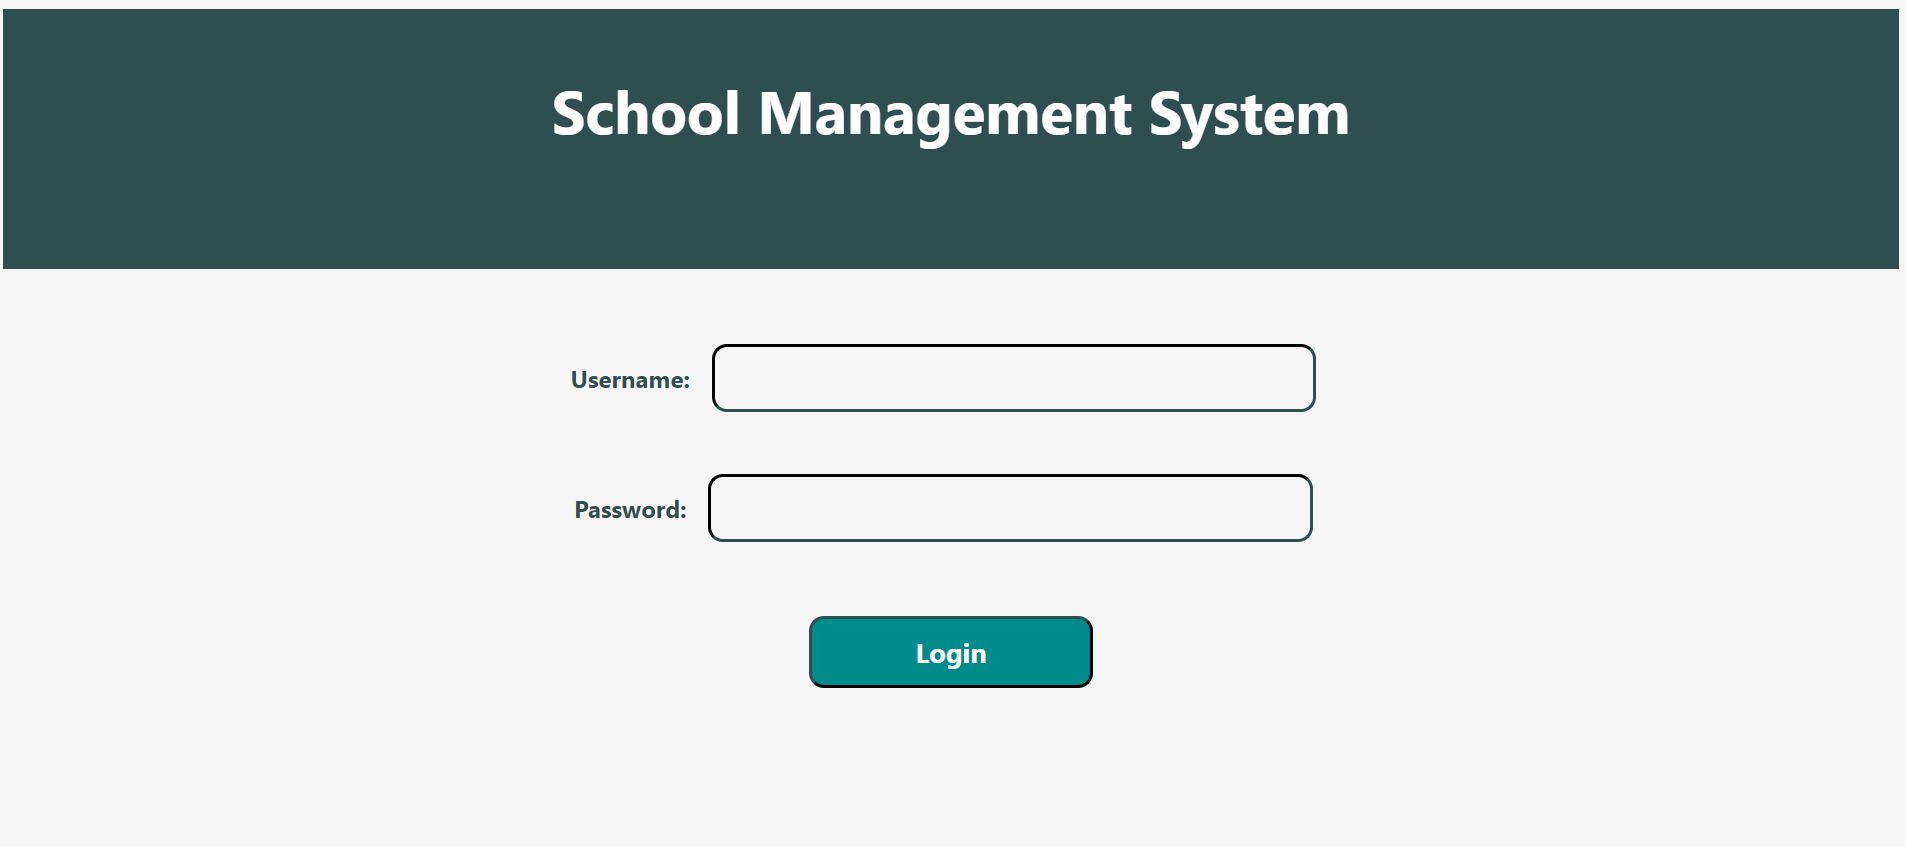 School Management System
Username:
Password:
Login